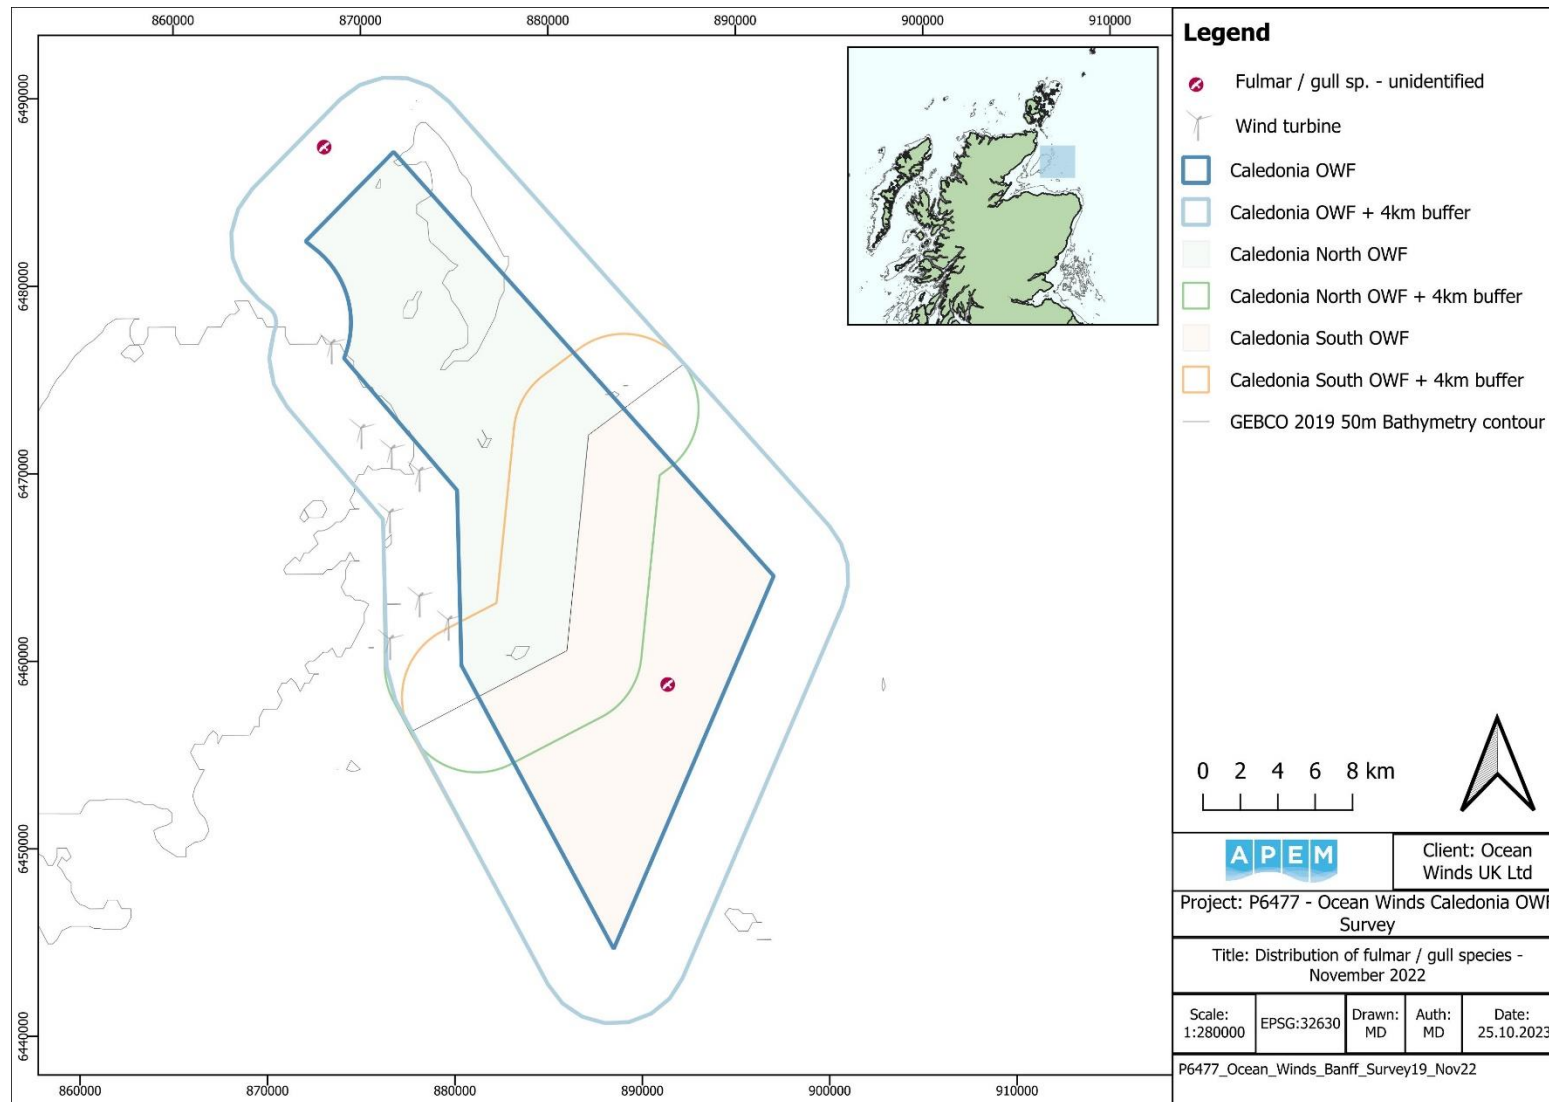 860000 870000 880000 890000 900000 910000
6490000
6480000
6470000
6460000
6450000
6440000
860000 870000 880000 890000 900000 910000
Legend
Fulmar / gull sp. - unidentified
Wind turbine
Caledonia OWF
Caledonia OWF + 4km buffer
Caledonia North OWF
Caledonia North OWF + 4km buffer
Caledonia South OWF
Caledonia South OWF + 4km buffer
GEBCO 2019 50m Bathymetry contour
0 2 4 6 8 km
APEM
Client: Ocean
Winds UK Ltd
Project: P6477 - Ocean Winds Caledonia OWF
Survey
Title: Distribution of fulmar / gull species -
November 2022
Scale:
1:280000
EPSG:32630
Drawn:
MD
Auth:
MD
Date:
25.10.2023
P6477_Ocean_Winds_Banff_Survey19_Nov22